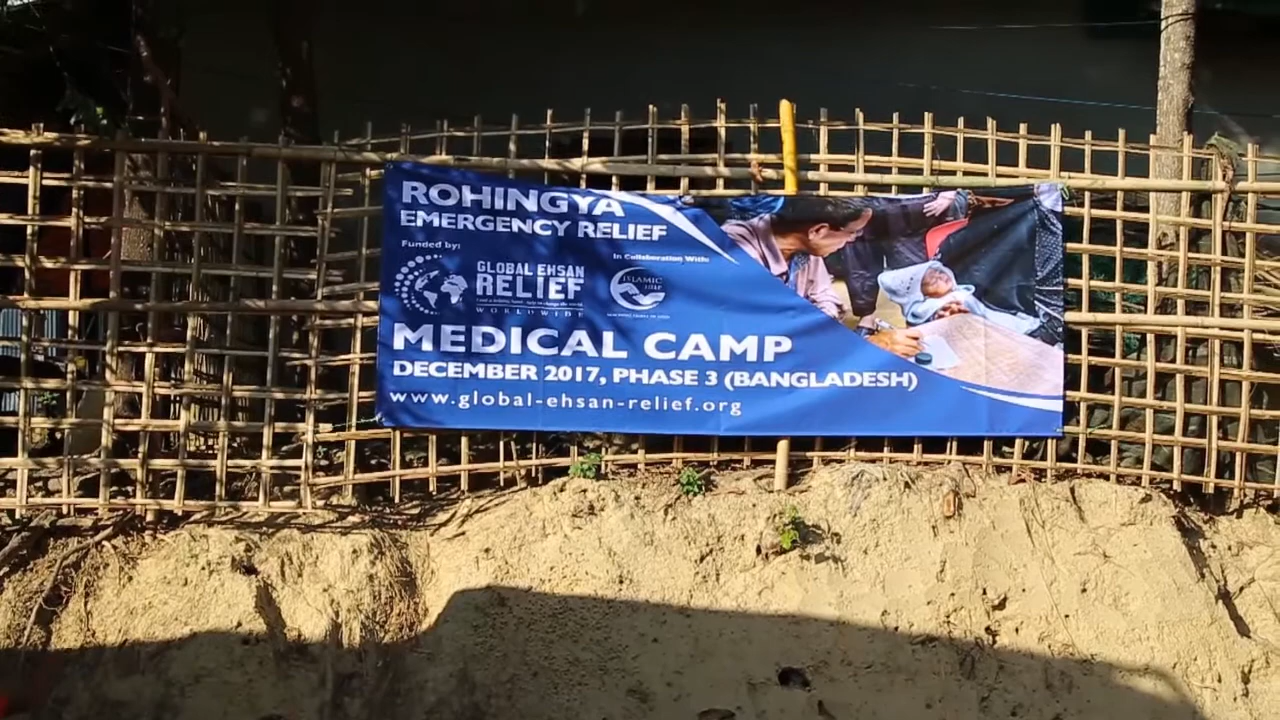 ROHINGYA
EMERGENCY RELIEF
Funded by:
In Collaboration With:
GLOBAL EHSAN
RELIEF
WORLDWIDE
ISLAMIC
MEDICAL CAMP
DECEMBER 2017, PHASE 3 (BANGLADESH)
www.global-ehsan-relief.org